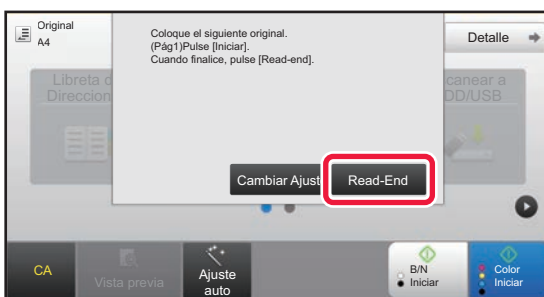 Original
A4
Coloque el siguiente original.
(Pág1)Pulse [Iniciar].
Cuando finalice, pulse [Read-end].
Detalle
Libreta d
Direccion
canear a
DD/USB
Cambiar Ajust
Read-End
CA
Vista previa
Ajuste
auto
B/N
Iniciar
Color
Iniciar